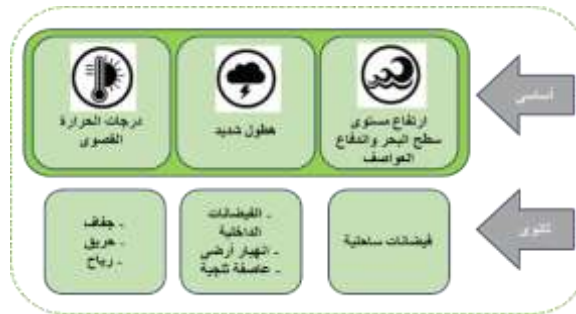 أساسي
ارتفاع مستوى
سطح البحر واندفاع
العواصف
هطول شديد
درجات الحرارة
القصوى
ثانوي
فيضانات ساحلية
- الفيضانات
الداخلية
- انهيار أرضي
- عاصفة ثلجية
- جفاف
- حريق
- رياح